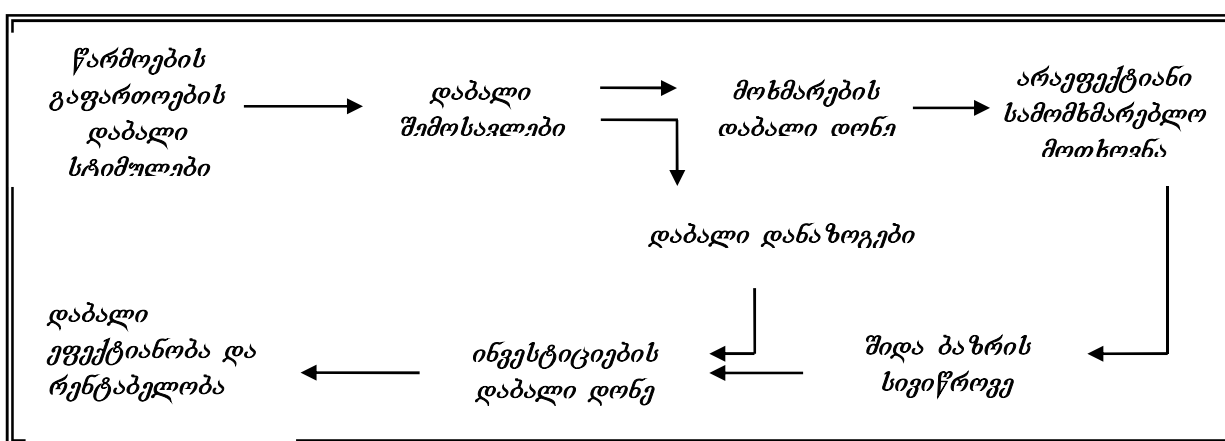 წარმოების
გაფართოების
დაბალი
სტიმულები
დაბალი
შემოსავლები
მოხმარების
დაბალი დონე
არაეფექტიანი
სამომხმარებლო
მოთხოვნა
დაბალი დანაზოგები
დაბალი
ეფექტიანობა და
რენტაბელობა
ინვესტიციების
დაბალი დონე
შიდა ბაზრის
სივიწროვე